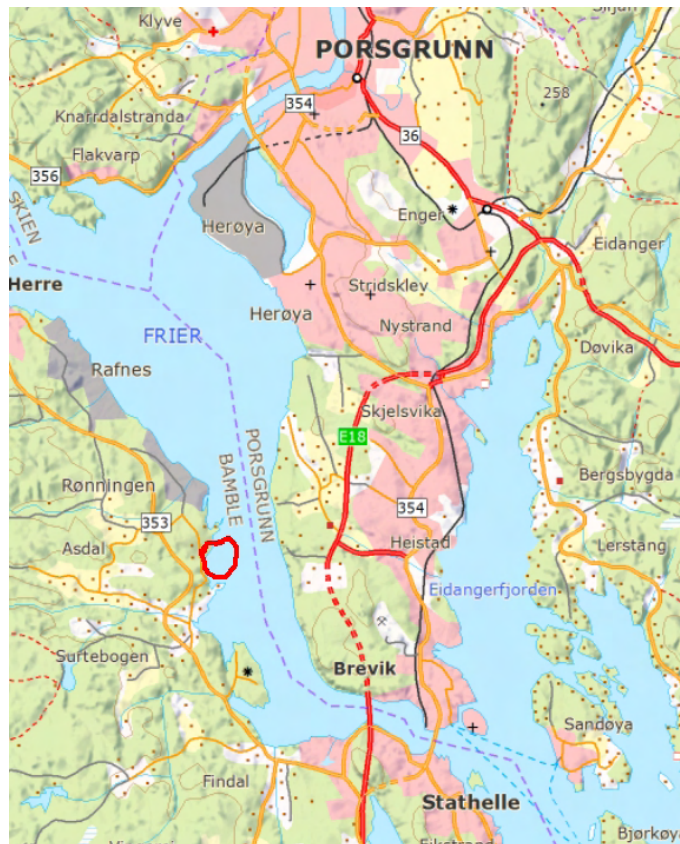 Klyve
PORSGRUNN
258
354
Knarrdalstranda
36
Flakvarp
356
SKIEN
Enger
Herøya
Eidanger
Herre
Stridsklev
Herøya
FRIER
Nystrand
Døvika
Rafnes
Skjelsvika
E18
PORSGRUNN
BAMBLE
Bergsbygda
Rønningen
353
354
Asdal
Heistad
Lerstang
Eidangerfjorden
Surtebogen
Brevik
Sandøya
Findal
Stathelle
Bjørkøya